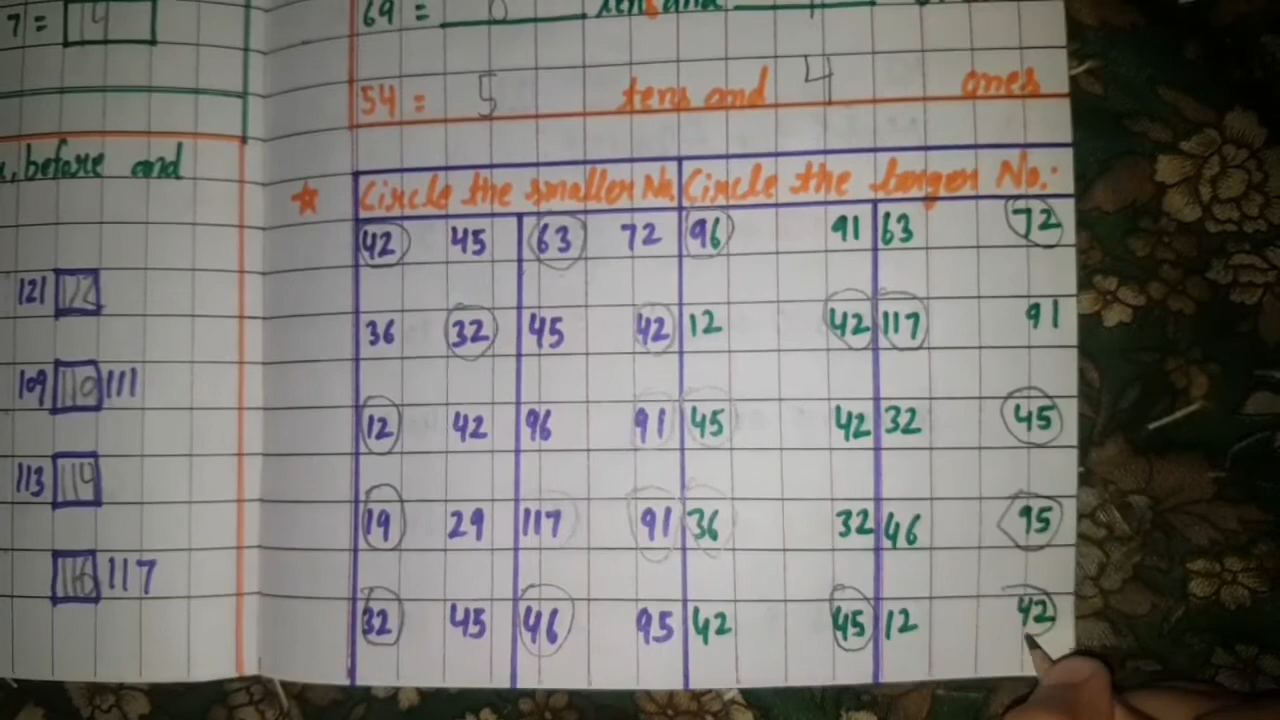 7 = 14
69 = tens and
54 = 5 tens and 4 ones
before and
121 122
109 110 111
113 114
116 117
Circle the smaller No. Circle the larger No.:
42 45 63 72 96 91 63 72
36 32 45 42 12 42 117 91
12 42 96 91 45 42 32 45
19 29 117 91 36 32 46 95
32 45 46 95 42 45 12 42